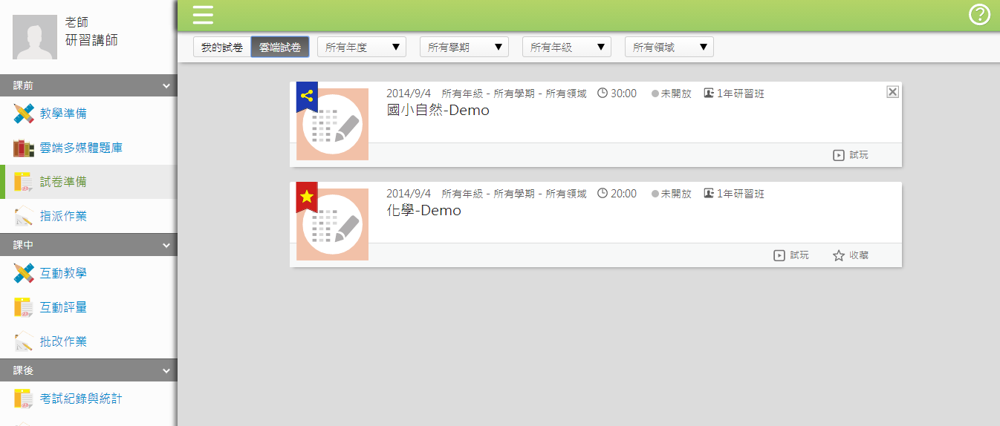 老師
研習講師
課前
教學準備
雲端多媒體題庫
試卷準備
指派作業
課中
互動教學
互動評量
批改作業
課後
考試紀錄與統計
我的試卷 雲端試卷 所有年度 ▼ 所有學期 ▼ 所有年級 ▼ 所有領域 ▼
2014/9/4 所有年級 - 所有學期 - 所有領域 30:00 未開放 1年研習班
國小自然-Demo
試玩
2014/9/4 所有年級 - 所有學期 - 所有領域 20:00 未開放 1年研習班
化學-Demo
試玩 收藏